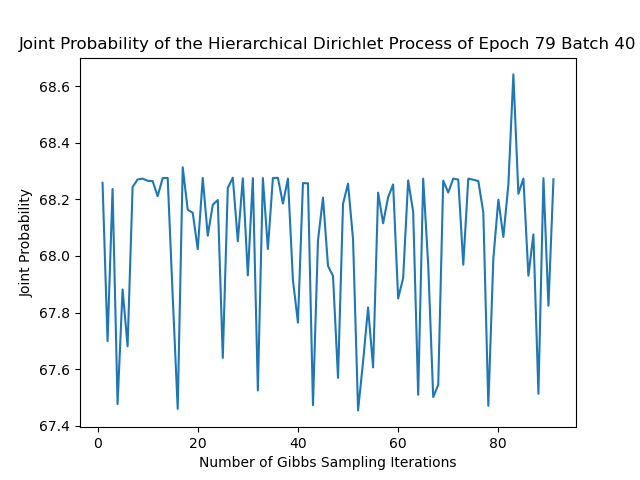 Joint Probability of the Hierarchical Dirichlet Process of Epoch 79 Batch 40
68.6
68.4
68.2
68.0
67.8
67.6
67.4
Joint Probability
0 20 40 60 80
Number of Gibbs Sampling Iterations